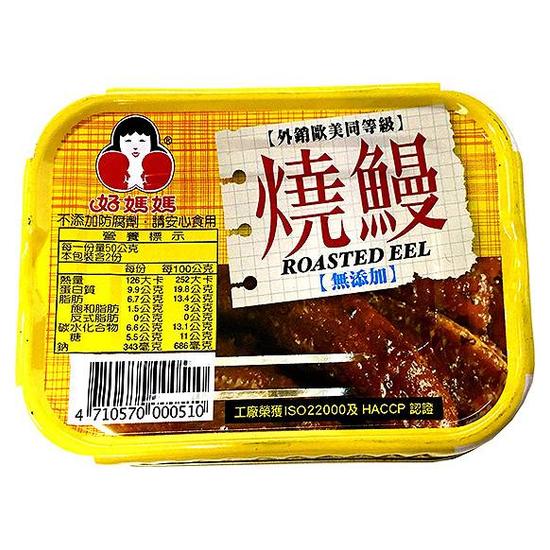 ®
好媽媽
不添加防腐劑，請安心食用
營養標示
每一份量50公克
本包裝含2份
每份 每100公克
熱量 126大卡 252大卡
蛋白質 9.9公克 19.8公克
脂肪 6.7公克 13.4公克
飽和脂肪 1.5公克 3公克
反式脂肪 0公克 0公克
碳水化合物 6.6公克 13.1公克
糖 5.5公克 11公克
鈉 343毫克 686毫克
4 710570 000510
【外銷歐美同等級】
燒鰻
ROASTED EEL
【無添加】
工廠榮獲ISO22000及 HACCP 認證